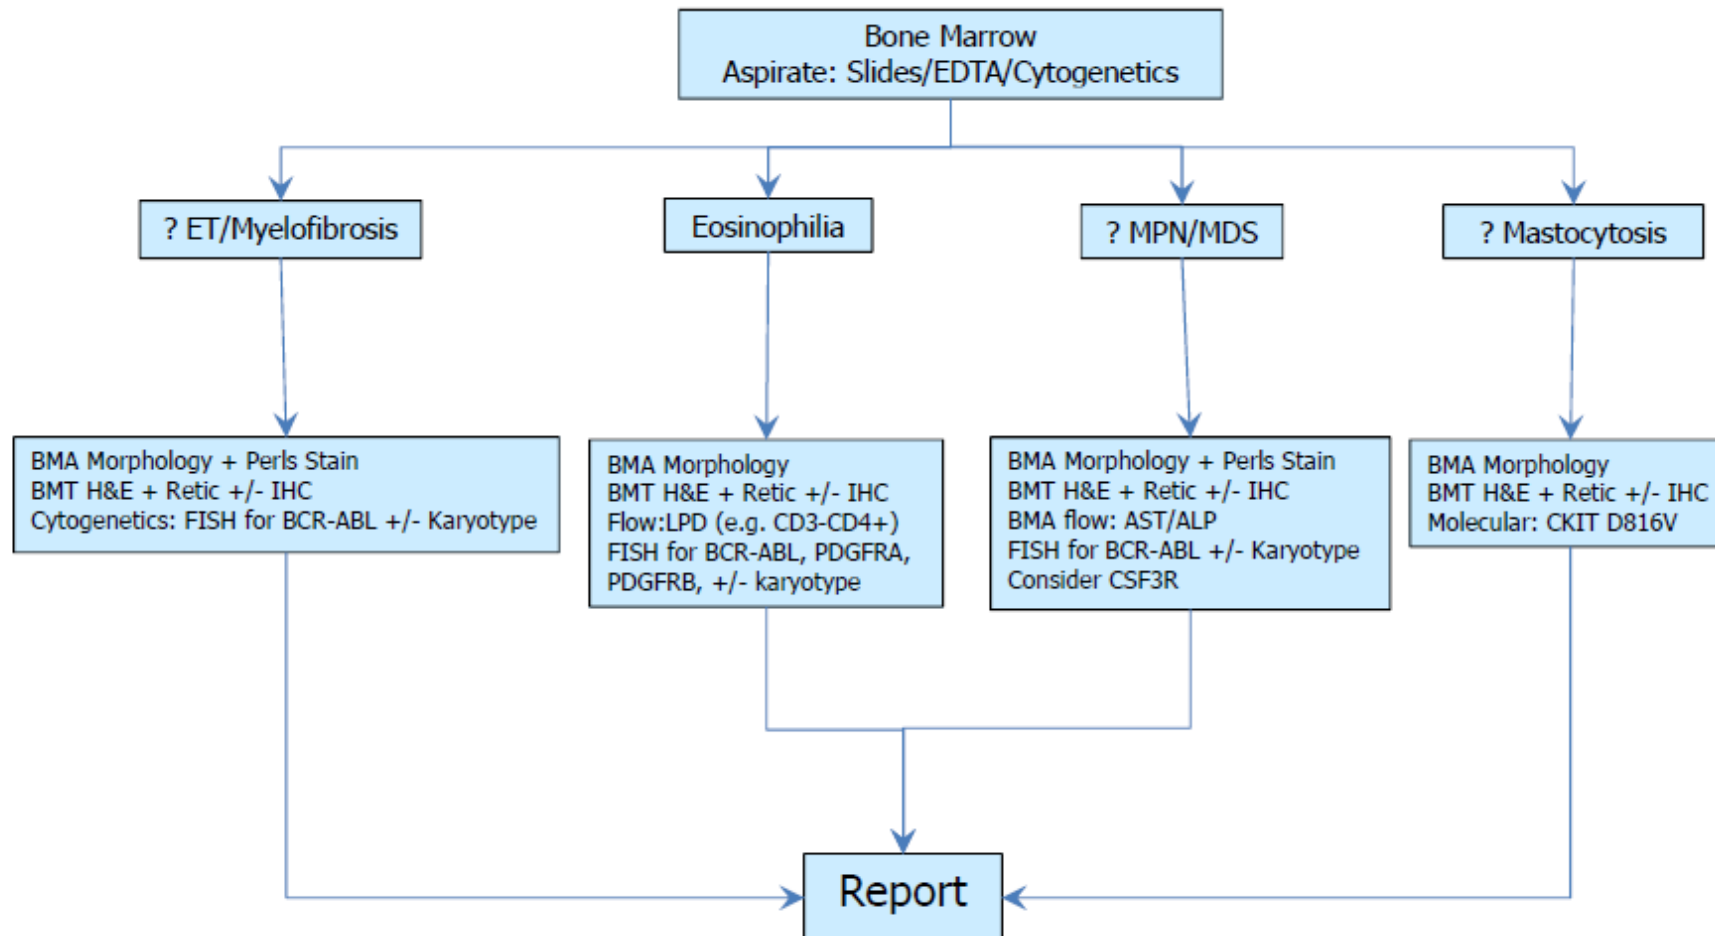 Bone Marrow
Aspirate: Slides/EDTA/Cytogenetics
? ET/Myelofibrosis
Eosinophilia
? MPN/MDS
? Mastocytosis
BMA Morphology + Perls Stain
BMT H&E + Retic +/- IHC
Cytogenetics: FISH for BCR-ABL +/- Karyotype
BMA Morphology
BMT H&E + Retic +/- IHC
Flow:LPD (e.g. CD3-CD4+)
FISH for BCR-ABL, PDGFRA,
PDGFRB, +/- karyotype
BMA Morphology + Perls Stain
BMT H&E + Retic +/- IHC
BMA flow: AST/ALP
FISH for BCR-ABL +/- Karyotype
Consider CSF3R
BMA Morphology
BMT H&E + Retic +/- IHC
Molecular: CKIT D816V
Report